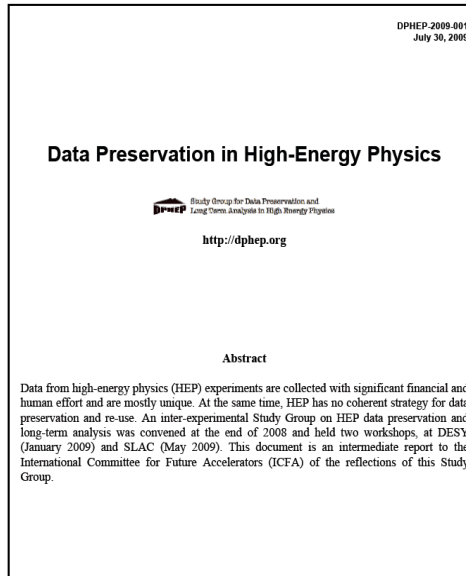 DPHEP-2009-001
July 30, 2009
Data Preservation in High-Energy Physics
DPHEP
Study Group for Data Preservation and
Long Term Analysis in High Energy Physics
http://dphep.org
Abstract
Data from high-energy physics (HEP) experiments are collected with significant financial and
human effort and are mostly unique. At the same time, HEP has no coherent strategy for data
preservation and re-use. An inter-experimental Study Group on HEP data preservation and
long-term analysis was convened at the end of 2008 and held two workshops, at DESY
(January 2009) and SLAC (May 2009). This document is an intermediate report to the
International Committee for Future Accelerators (ICFA) of the reflections of this Study
Group.